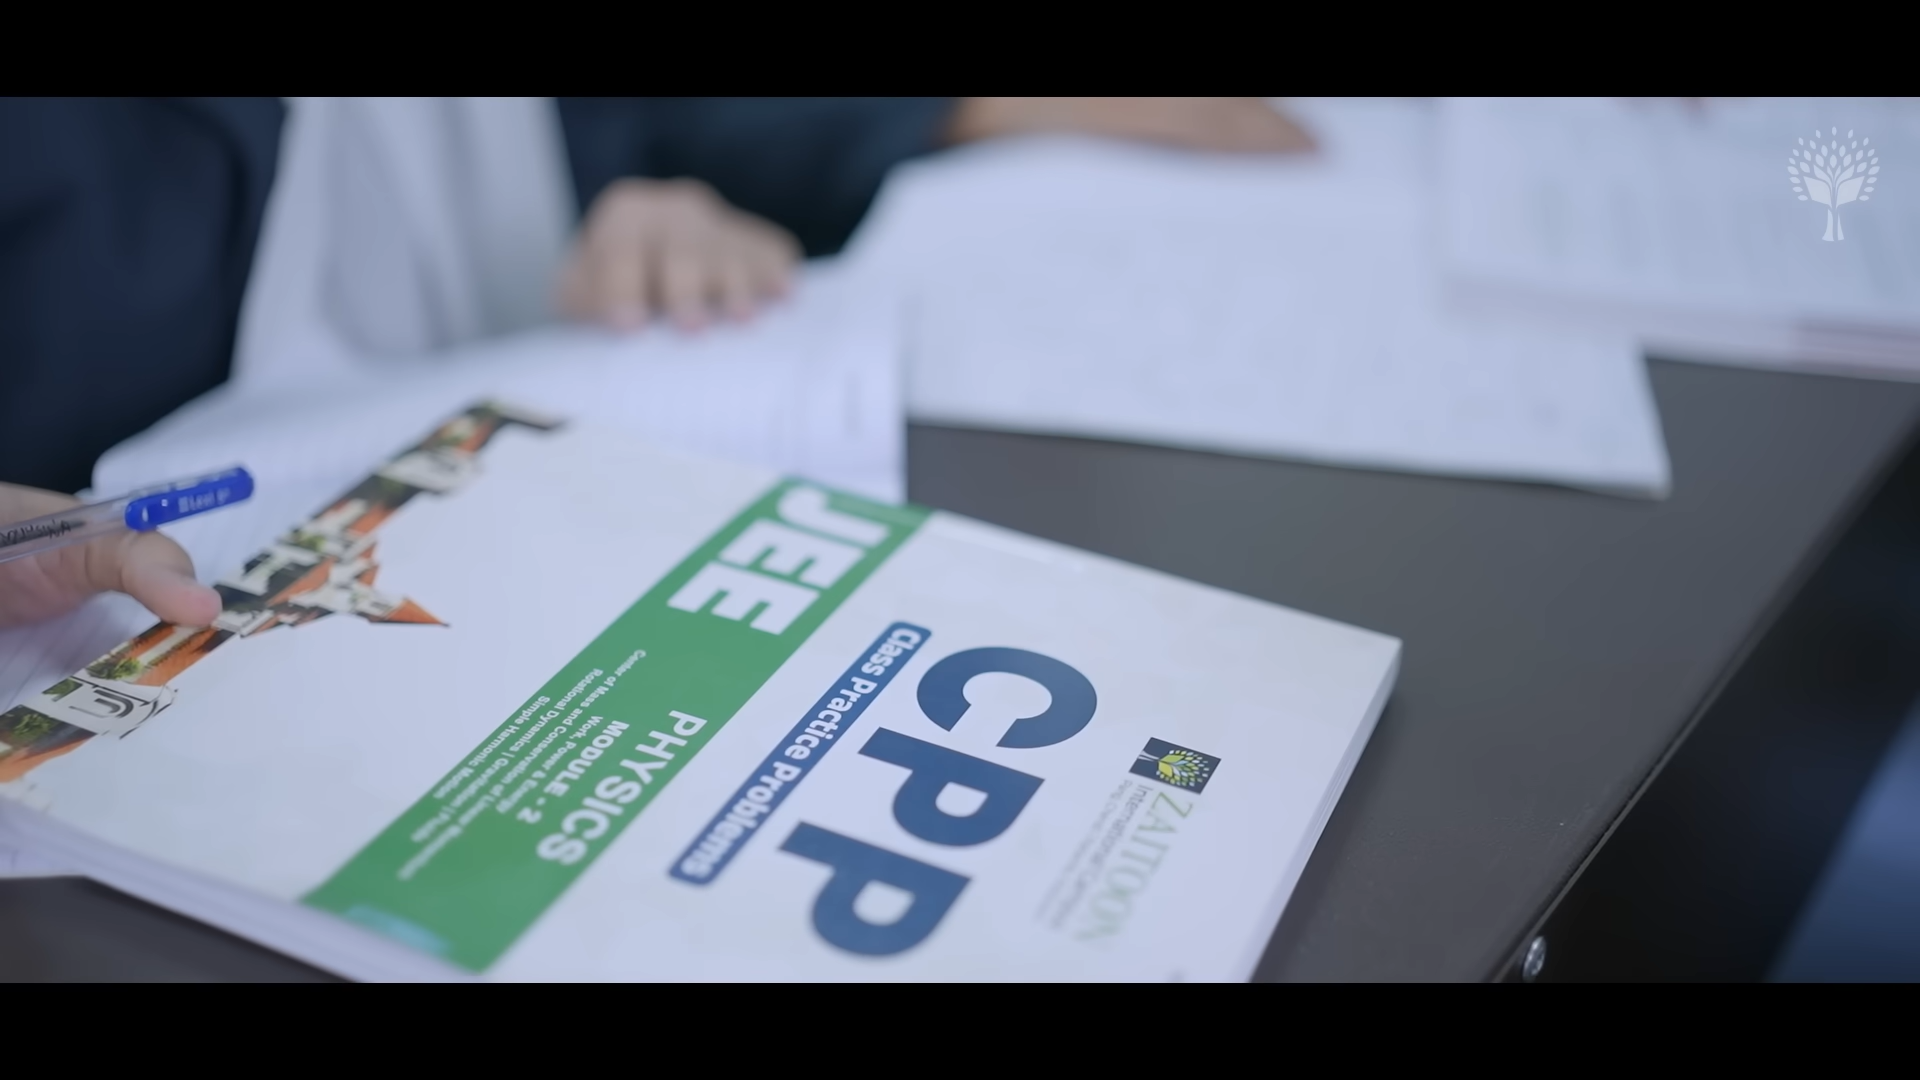 ZAITOON
International Campus
CPP
Class Practice Problems
JEE
PHYSICS
MODULE - 2
Work, Power & Energy
Center of Mass and Conservation of Linear Momentum
Rotational Dynamics | Gravitation | Fluids
Simple Harmonic Motion